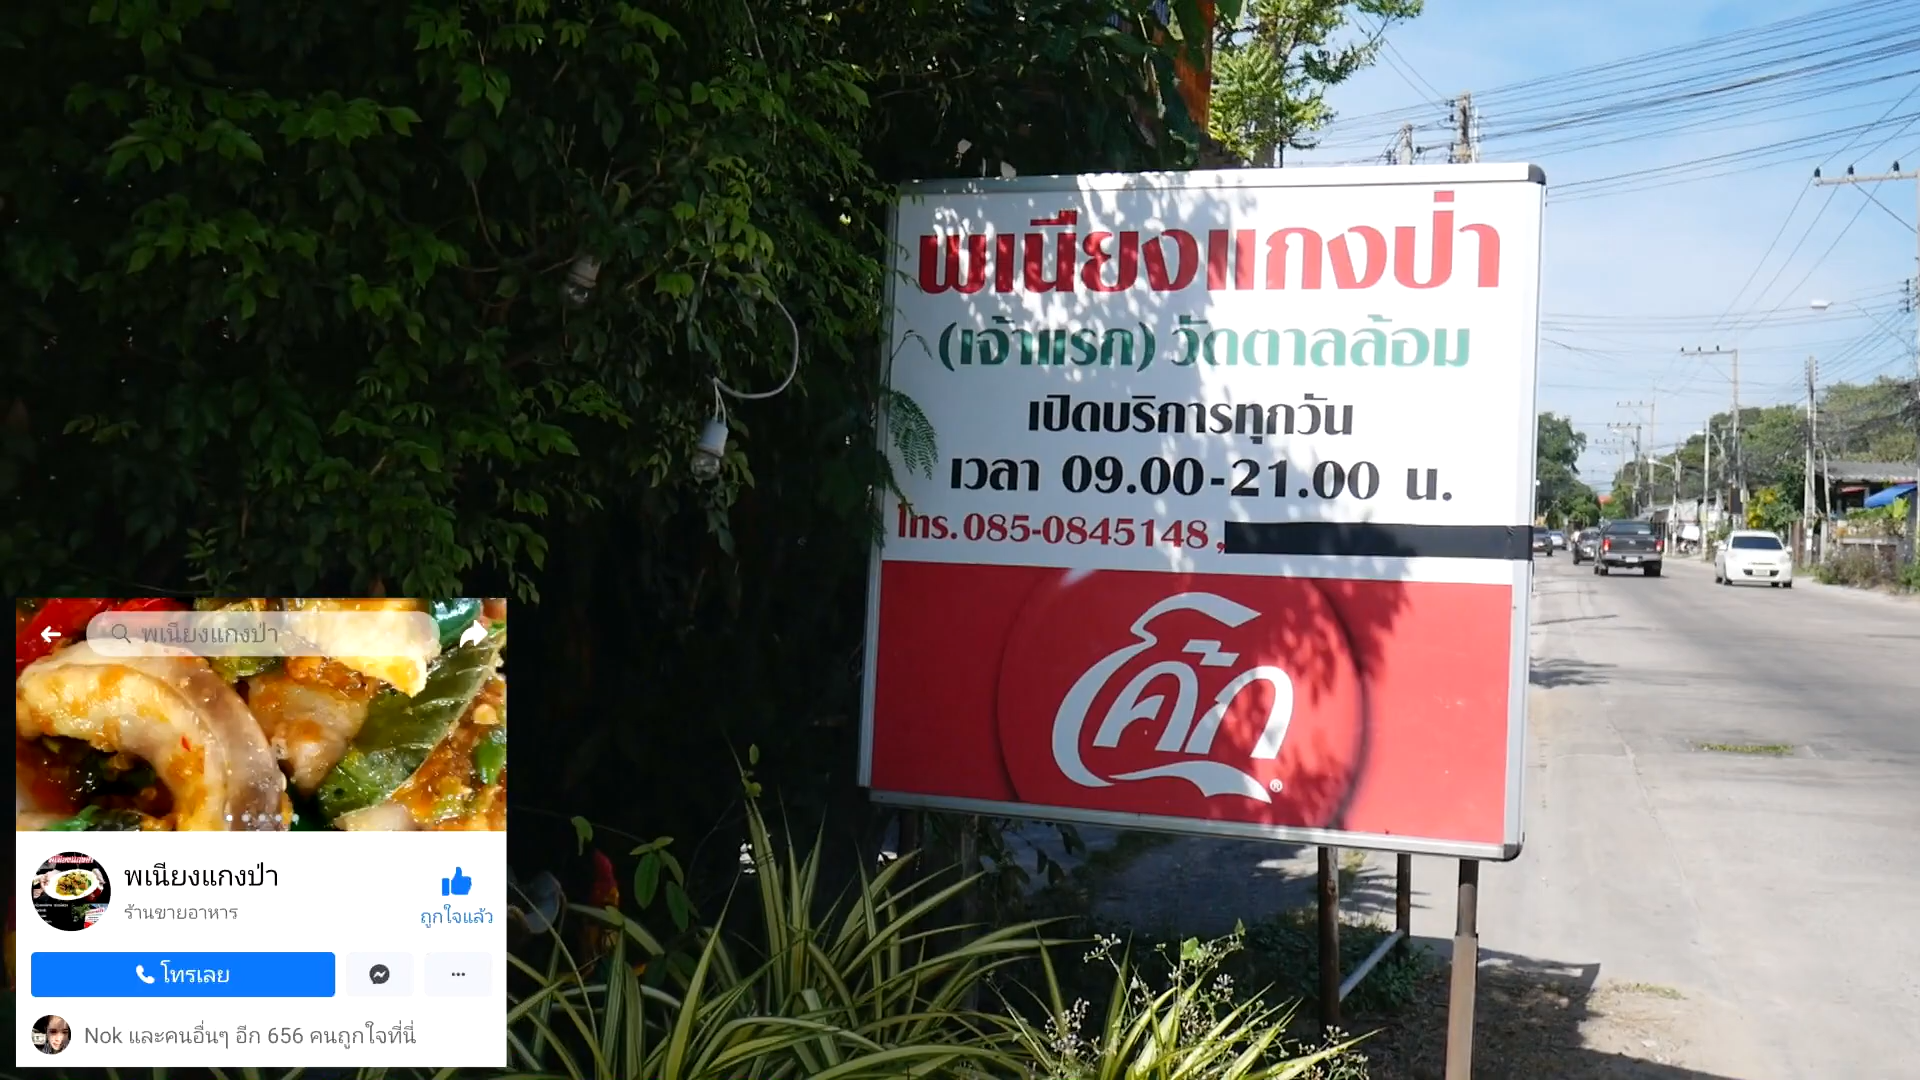 พเนียงแกงป่า
(เจ้าแรก) วัดตาลล้อม
เปิดบริการทุกวัน
เวลา 09.00-21.00 น.
โทร. 085-0845148 ,
โค้ก
®
พเนียงแกงป่า
พเนียงแกงป่า
ร้านขายอาหาร
ถูกใจแล้ว
โทรเลย
Nok และคนอื่นๆ อีก 656 คนถูกใจที่นี่